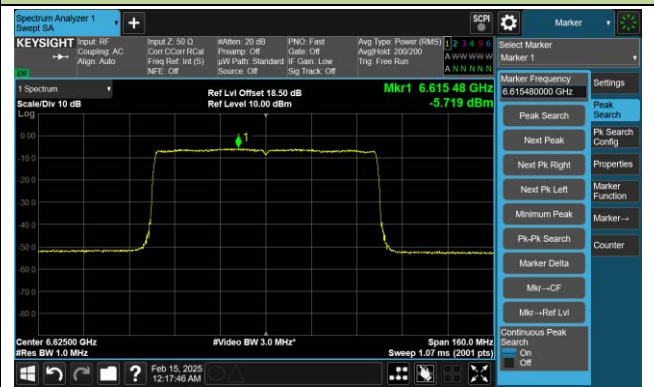 Spectrum Analyzer 1
Swept SA
SCPI
Marker
KEYSIGHT
Input: RF
Coupling: AC
Align: Auto
Input Z: 50 Ω
Corr CCorr RCal
Freq Ref: Int (S)
NFE: Off
#Atten: 20 dB
Preamp: Off
µW Path: Standard
Source: Off
PNO: Fast
Gate: Off
IF Gain: Low
Sig Track: Off
Avg Type: Power (RMS)
Avg|Hold: 200/200
Trig: Free Run
1 2 3 4 5 6
A W W W W W
A N N N N N
Select Marker
Marker 1
1 Spectrum
Scale/Div 10 dB
Log
Ref Lvl Offset 18.50 dB
Ref Level 10.00 dBm
Mkr1 6.615 48 GHz
-5.719 dBm
1
0.00
-10.0
-20.0
-30.0
-40.0
-50.0
-60.0
-70.0
-80.0
Center 6.62500 GHz
#Res BW 1.0 MHz
#Video BW 3.0 MHz*
Span 160.0 MHz
Sweep 1.07 ms (2001 pts)
Marker Frequency
6.615480000 GHz
Peak Search
Next Peak
Next Pk Right
Next Pk Left
Minimum Peak
Pk-Pk Search
Marker Delta
Mkr→CF
Mkr→Ref Lvl
Continuous Peak
Search
On
Off
Settings
Peak
Search
Pk Search
Config
Properties
Marker
Function
Marker→
Counter
Feb 15, 2025
12:17:46 AM